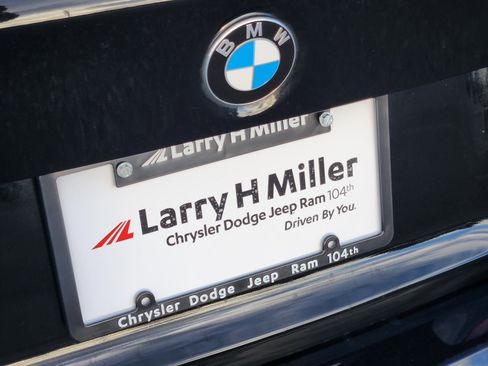 BMW
Larry H Miller
Larry H Miller
Chrysler Dodge Jeep Ram 104th
Driven By You.
Chrysler Dodge Jeep Ram 104th